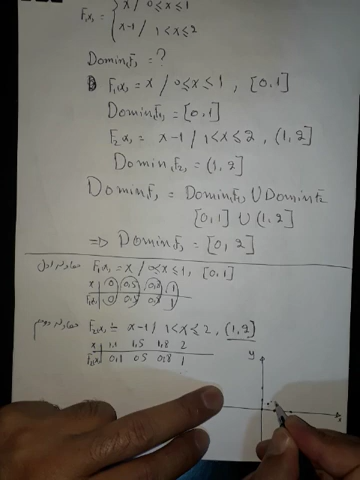 F(x) = { x / 0≤x≤1
x-1 / 1<x≤2
Domin F(x) = ?
F₁(x) = x / 0≤x≤1 , [0,1]
Domin F₁ = [0,1]
F₂(x) = x-1 / 1<x≤2 , (1,2]
Domin F₂ = (1,2]
Domin F = Domin F₁ ∪ Domin F₂
[0,1] ∪ (1,2]
⇒ Domin F = [0,2]
معادله اول F₁(x) = x / 0≤x≤1 , [0,1]
x | 0 0,5 0,8 1
F₁(x) | 0 0,5 0,8 1
معادله دوم F₂(x) = x-1 / 1<x≤2 , (1,2]
x | 1,1 1,5 1,8 2
F₂(x) | 0,1 0,5 0,8 1
y
x